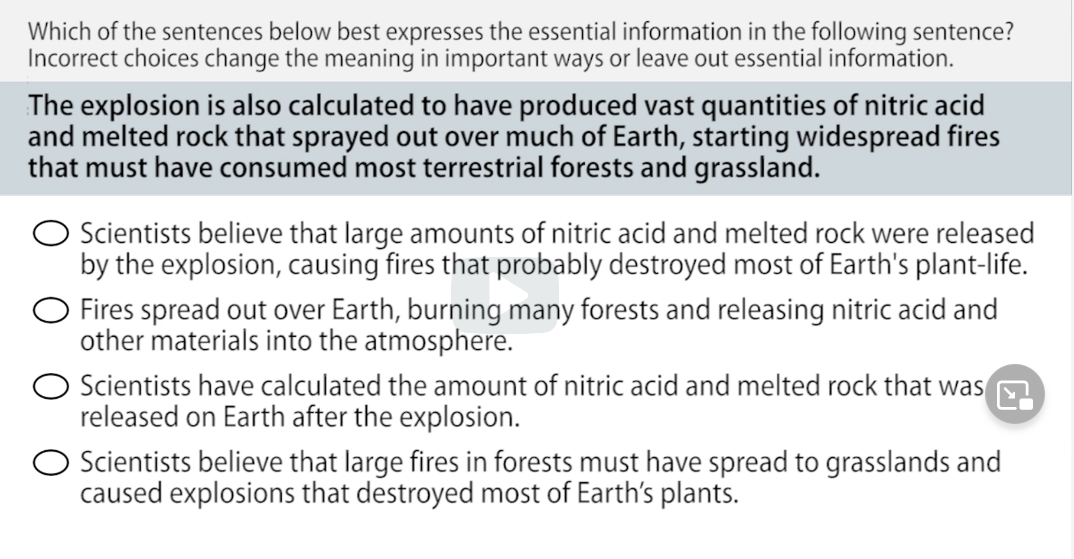 Which of the sentences below best expresses the essential information in the following sentence?
Incorrect choices change the meaning in important ways or leave out essential information.
The explosion is also calculated to have produced vast quantities of nitric acid
and melted rock that sprayed out over much of Earth, starting widespread fires
that must have consumed most terrestrial forests and grassland.
Scientists believe that large amounts of nitric acid and melted rock were released
by the explosion, causing fires that probably destroyed most of Earth's plant-life.
Fires spread out over Earth, burning many forests and releasing nitric acid and
other materials into the atmosphere.
Scientists have calculated the amount of nitric acid and melted rock that was
released on Earth after the explosion.
Scientists believe that large fires in forests must have spread to grasslands and
caused explosions that destroyed most of Earth’s plants.